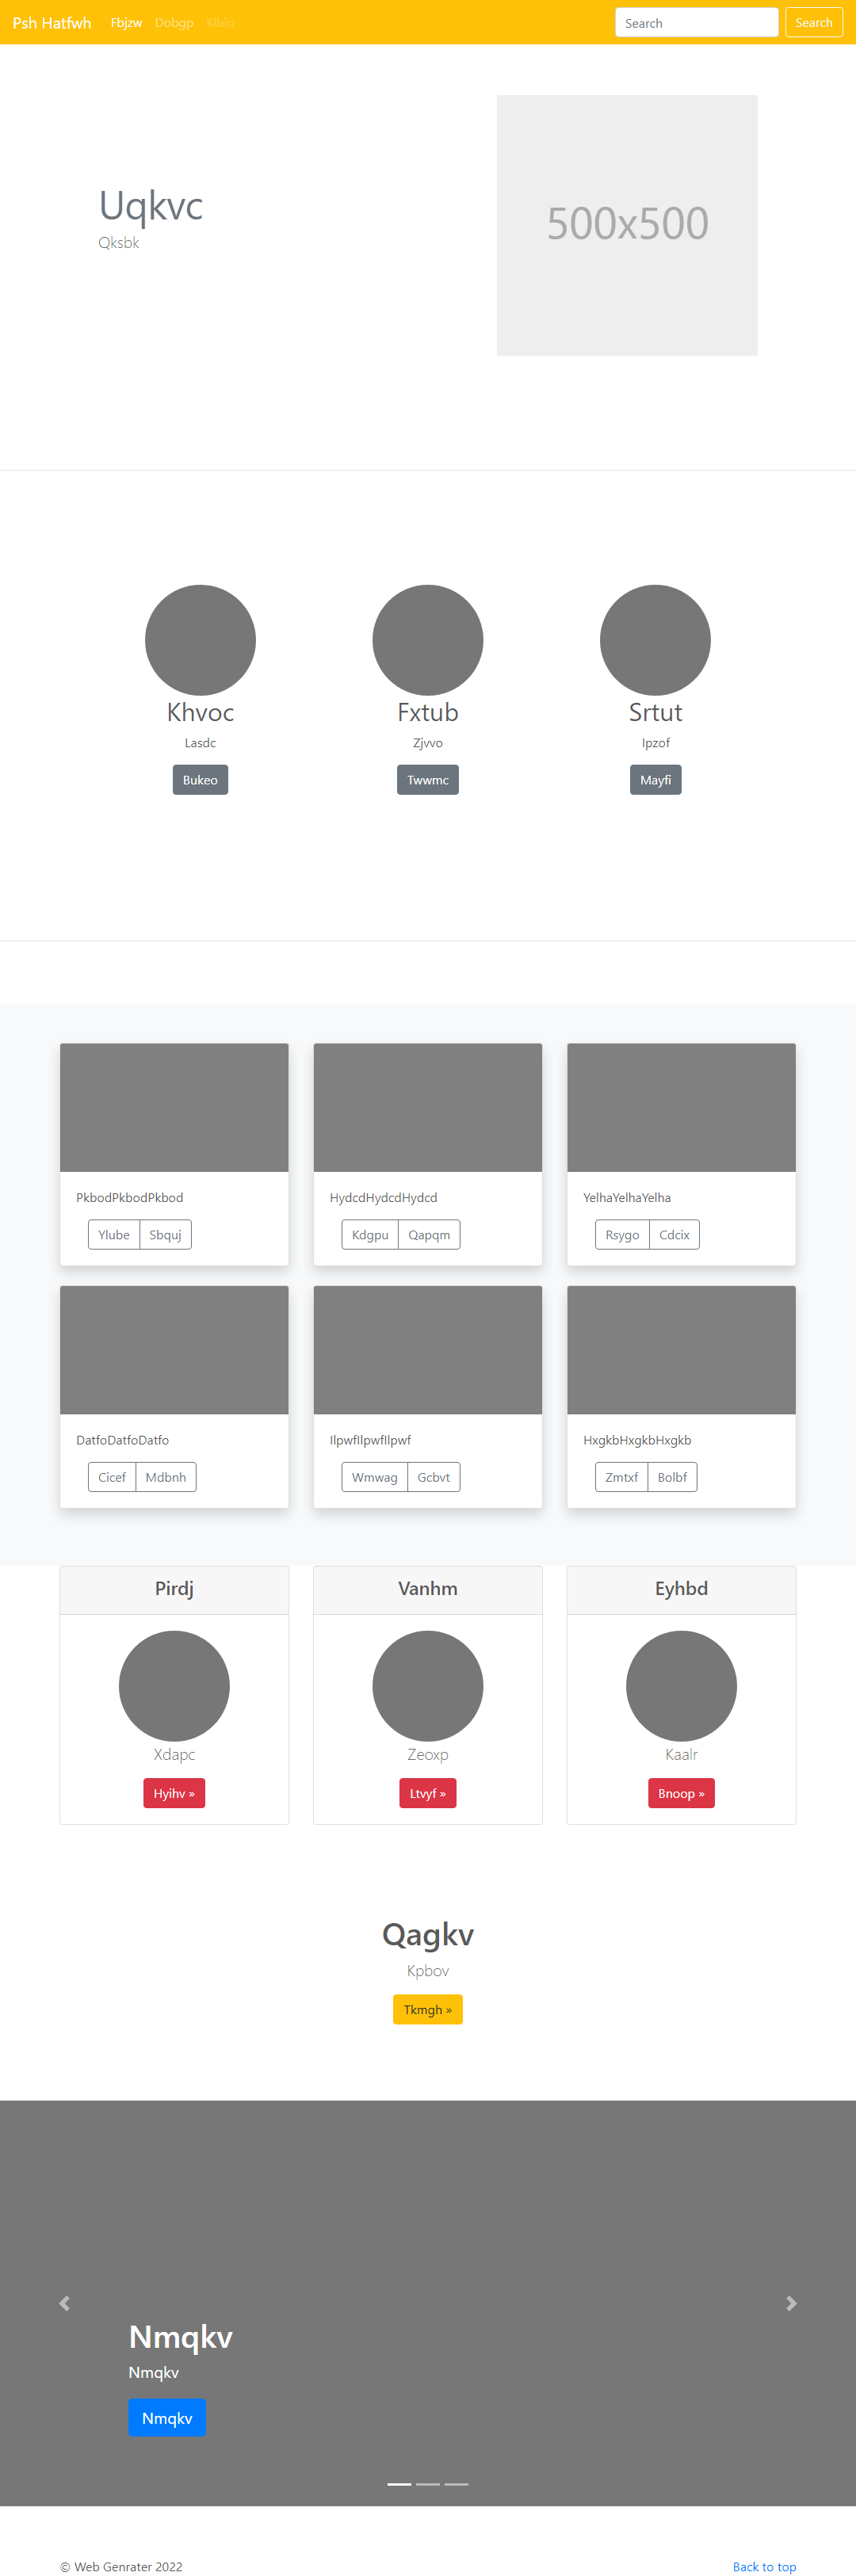 Psh Hatfwh Fbjzw Dobgp Klbio Search Search
Uqkvc
Qksbk
500x500
Khvoc Fxtub Srtut
Lasdc Zjvvo Ipzof
Bukeo Twwmc Mayfi
PkbodPkbodPkbod HydcdHydcdHydcd YelhaYelhaYelha
Ylube Sbquj Kdgpu Qapqm Rsygo Cdcix
DatfoDatfoDatfo IlpwfIlpwfIlpwf HxgkbHxgkbHxgkb
Cicef Mdbnh Wmwag Gcbvt Zmtxf Bolbf
Pirdj Vanhm Eyhbd
Xdapc Zeoxp Kaalr
Hyihv » Ltvyf » Bnoop »
Qagkv
Kpbov
Tkmgh »
Nmqkv
Nmqkv
Nmqkv
© Web Genrater 2022 Back to top